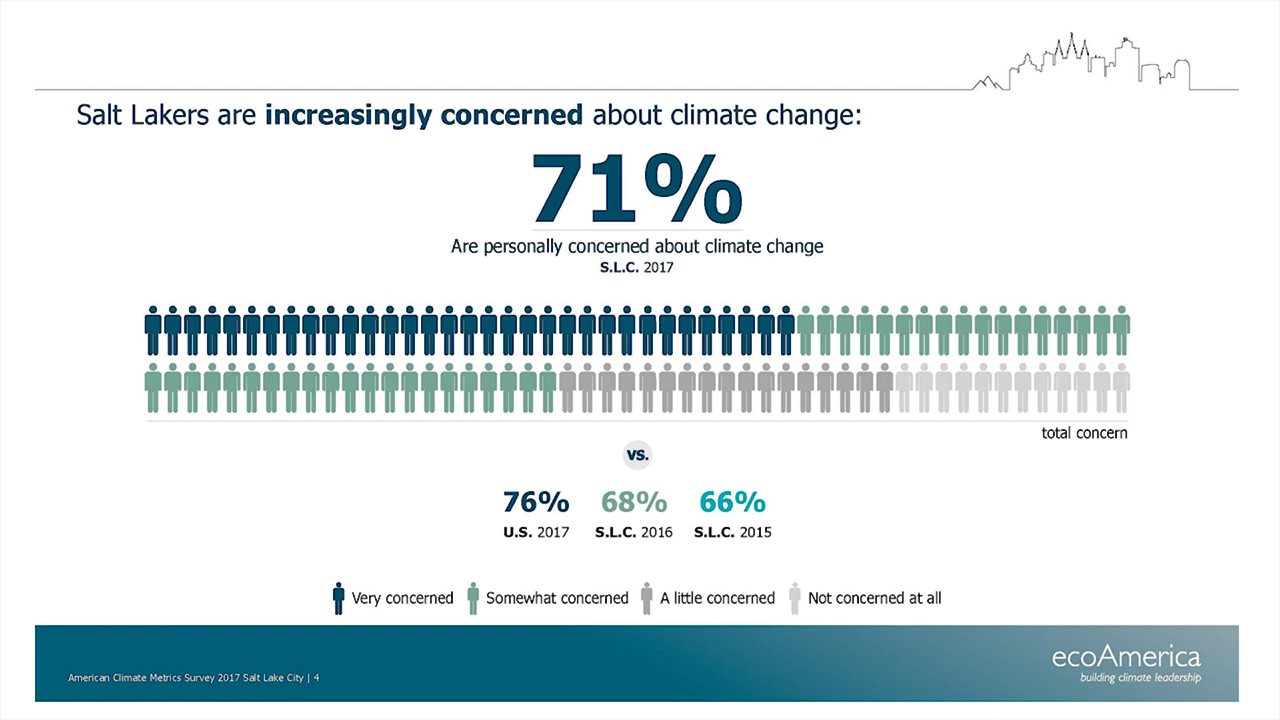 Salt Lakers are increasingly concerned about climate change:
71%
Are personally concerned about climate change
S.L.C. 2017
total concern
vs.
76% 68% 66%
U.S. 2017 S.L.C. 2016 S.L.C. 2015
Very concerned Somewhat concerned A little concerned Not concerned at all
ecoAmerica
building climate leadership
American Climate Metrics Survey 2017 Salt Lake City | 4